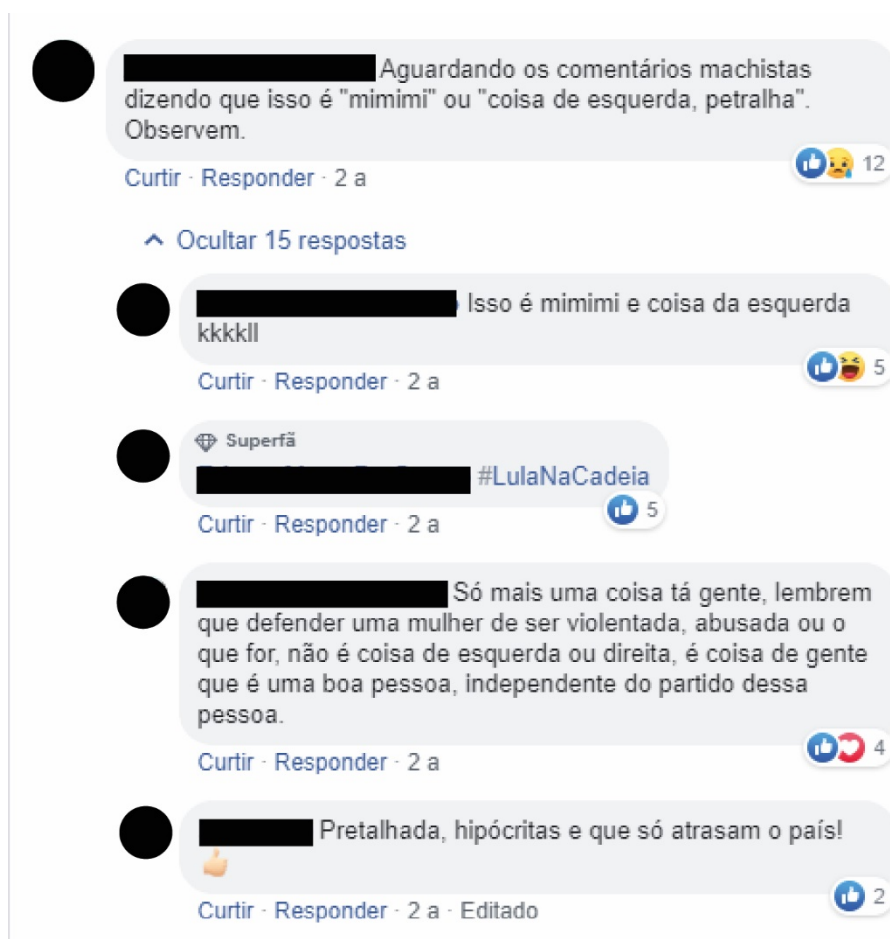 Aguardando os comentários machistas
dizendo que isso é "mimimi" ou "coisa de esquerda, petralha".
Observem.
12
Curtir · Responder · 2 a
Ocultar 15 respostas
Isso é mimimi e coisa da esquerda
kkkkll
5
Curtir · Responder · 2 a
Superfã
#LulaNaCadeia
5
Curtir · Responder · 2 a
Só mais uma coisa tá gente, lembrem
que defender uma mulher de ser violentada, abusada ou o
que for, não é coisa de esquerda ou direita, é coisa de gente
que é uma boa pessoa, independente do partido dessa
pessoa.
4
Curtir · Responder · 2 a
Pretalhada, hipócritas e que só atrasam o país!
2
Curtir · Responder · 2 a · Editado